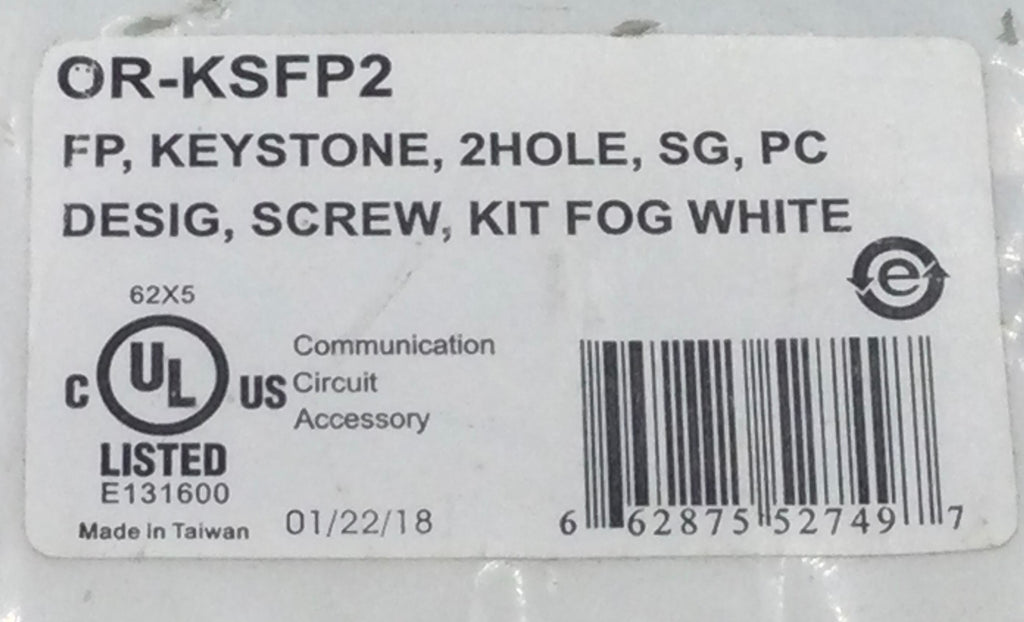 OR-KSFP2
FP, KEYSTONE, 2HOLE, SG, PC
DESIG, SCREW, KIT FOG WHITE
e
62X5
C UL US
LISTED
E131600
Communication
Circuit
Accessory
Made in Taiwan
01/22/18
6 62875 52749 7